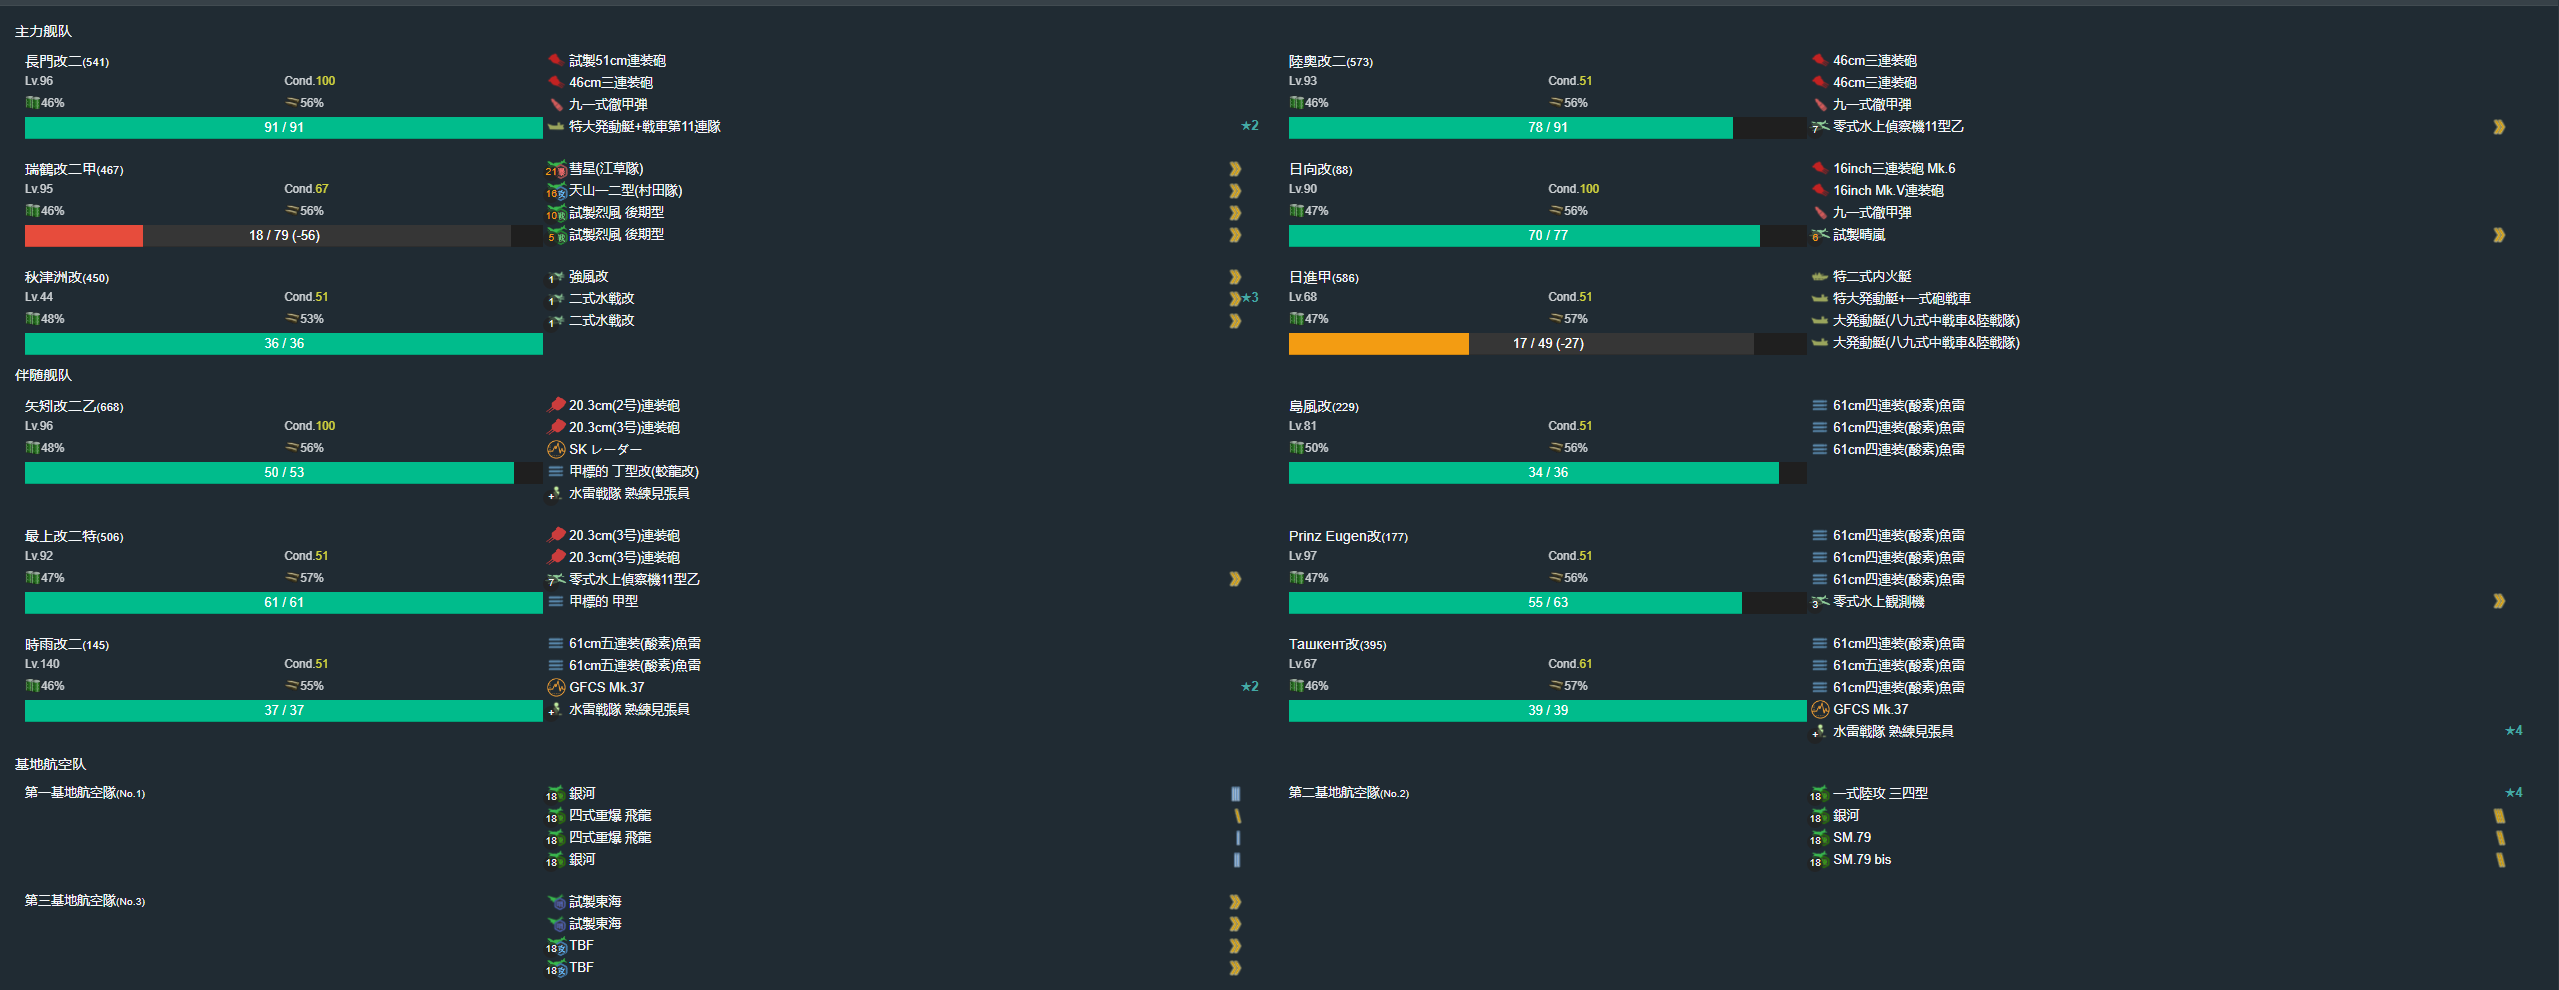 主力舰队
長門改二(541)
Lv.96 Cond.100
46% 56%
91 / 91
試製51cm連装砲
46cm三連装砲
九一式徹甲弾
特大発動艇+戦車第11連隊 ★2
陸奥改二(573)
Lv.93 Cond.51
46% 56%
78 / 91
46cm三連装砲
46cm三連装砲
九一式徹甲弾
7 零式水上偵察機11型乙
瑞鶴改二甲(467)
Lv.95 Cond.67
46% 56%
18 / 79 (-56)
21 彗星(江草隊)
16 天山一二型(村田隊)
10 試製烈風 後期型
5 試製烈風 後期型
日向改(88)
Lv.90 Cond.100
47% 56%
70 / 77
16inch三連装砲 Mk.6
16inch Mk.V連装砲
九一式徹甲弾
6 試製晴嵐
秋津洲改(450)
Lv.44 Cond.51
48% 53%
36 / 36
1 強風改
1 二式水戦改 ★3
1 二式水戦改
日進甲(586)
Lv.68 Cond.51
47% 57%
17 / 49 (-27)
特二式内火艇
特大発動艇+一式砲戦車
大発動艇(八九式中戦車&陸戦隊)
大発動艇(八九式中戦車&陸戦隊)
伴随舰队
矢矧改二乙(668)
Lv.96 Cond.100
48% 56%
50 / 53
20.3cm(2号)連装砲
20.3cm(3号)連装砲
SK レーダー
甲標的 丁型改(蛟龍改)
+ 水雷戦隊 熟練見張員
島風改(229)
Lv.81 Cond.51
50% 56%
34 / 36
61cm四連装(酸素)魚雷
61cm四連装(酸素)魚雷
61cm四連装(酸素)魚雷
最上改二特(506)
Lv.92 Cond.51
47% 57%
61 / 61
20.3cm(3号)連装砲
20.3cm(3号)連装砲
7 零式水上偵察機11型乙
甲標的 甲型
Prinz Eugen改(177)
Lv.97 Cond.51
47% 56%
55 / 63
61cm四連装(酸素)魚雷
61cm四連装(酸素)魚雷
61cm四連装(酸素)魚雷
3 零式水上観測機
時雨改二(145)
Lv.140 Cond.51
46% 55%
37 / 37
61cm五連装(酸素)魚雷
61cm五連装(酸素)魚雷
GFCS Mk.37 ★2
+ 水雷戦隊 熟練見張員
Ташкент改(395)
Lv.67 Cond.61
46% 57%
39 / 39
61cm四連装(酸素)魚雷
61cm五連装(酸素)魚雷
61cm四連装(酸素)魚雷
GFCS Mk.37
+ 水雷戦隊 熟練見張員 ★4
基地航空队
第一基地航空隊(No.1)
18 銀河
18 四式重爆 飛龍
18 四式重爆 飛龍
18 銀河
第二基地航空隊(No.2)
18 一式陸攻 三四型 ★4
18 銀河
18 SM.79
18 SM.79 bis
第三基地航空隊(No.3)
試製東海
試製東海
18 TBF
18 TBF